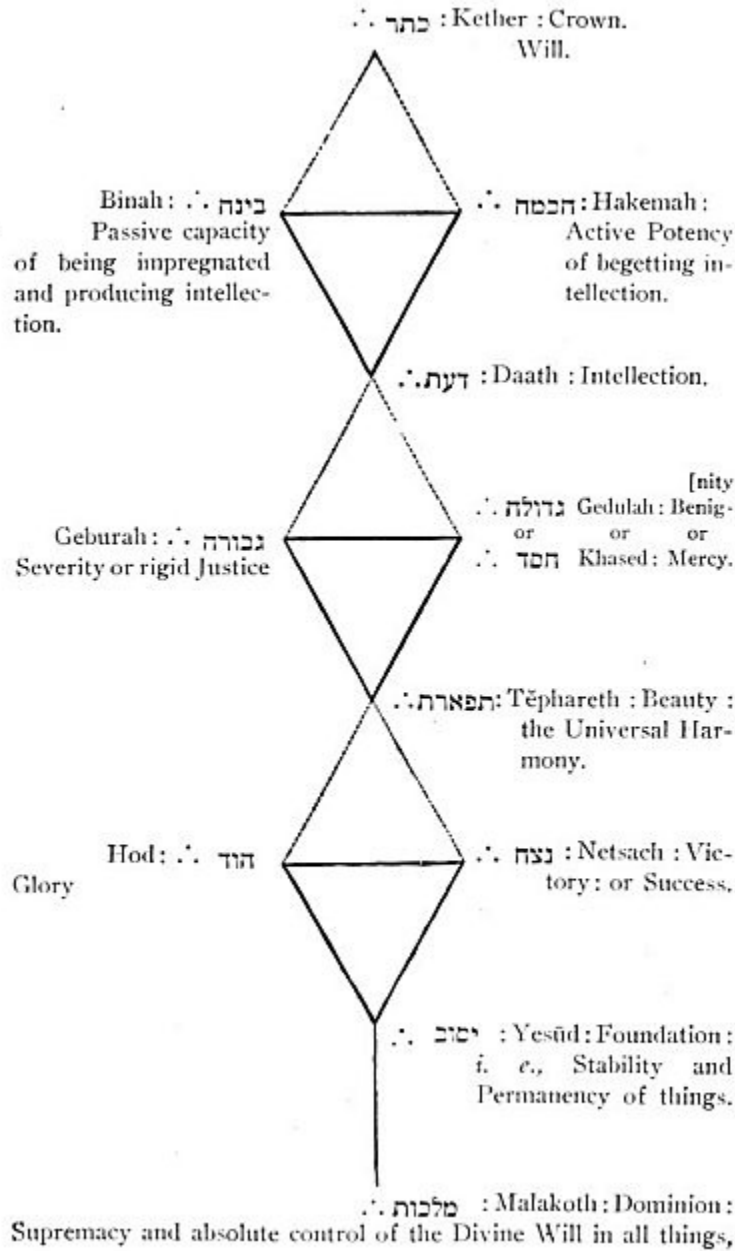 ∴ כתר : Kether : Crown.
Will.
Binah : ∴ בינה
Passive capacity
of being impregnated
and producing intellec-
tion.
∴ חכמה : Hakemah :
Active Potency
of begetting in-
tellection.
∴ דעת : Daath : Intellection.
Geburah : ∴ גבורה
Severity or rigid Justice
[nity
∴ גדולה Gedulah : Benig-
or or or
∴ חסד Khased : Mercy.
∴ תפארת : Tĕphareth : Beauty :
the Universal Har-
mony.
Hod : ∴ הוד
Glory
∴ נצח : Netsach : Vic-
tory : or Success.
∴ יסוב : Yesūd : Foundation :
i. e., Stability and
Permanency of things.
∴ מלכות : Malakoth : Dominion :
Supremacy and absolute control of the Divine Will in all things,